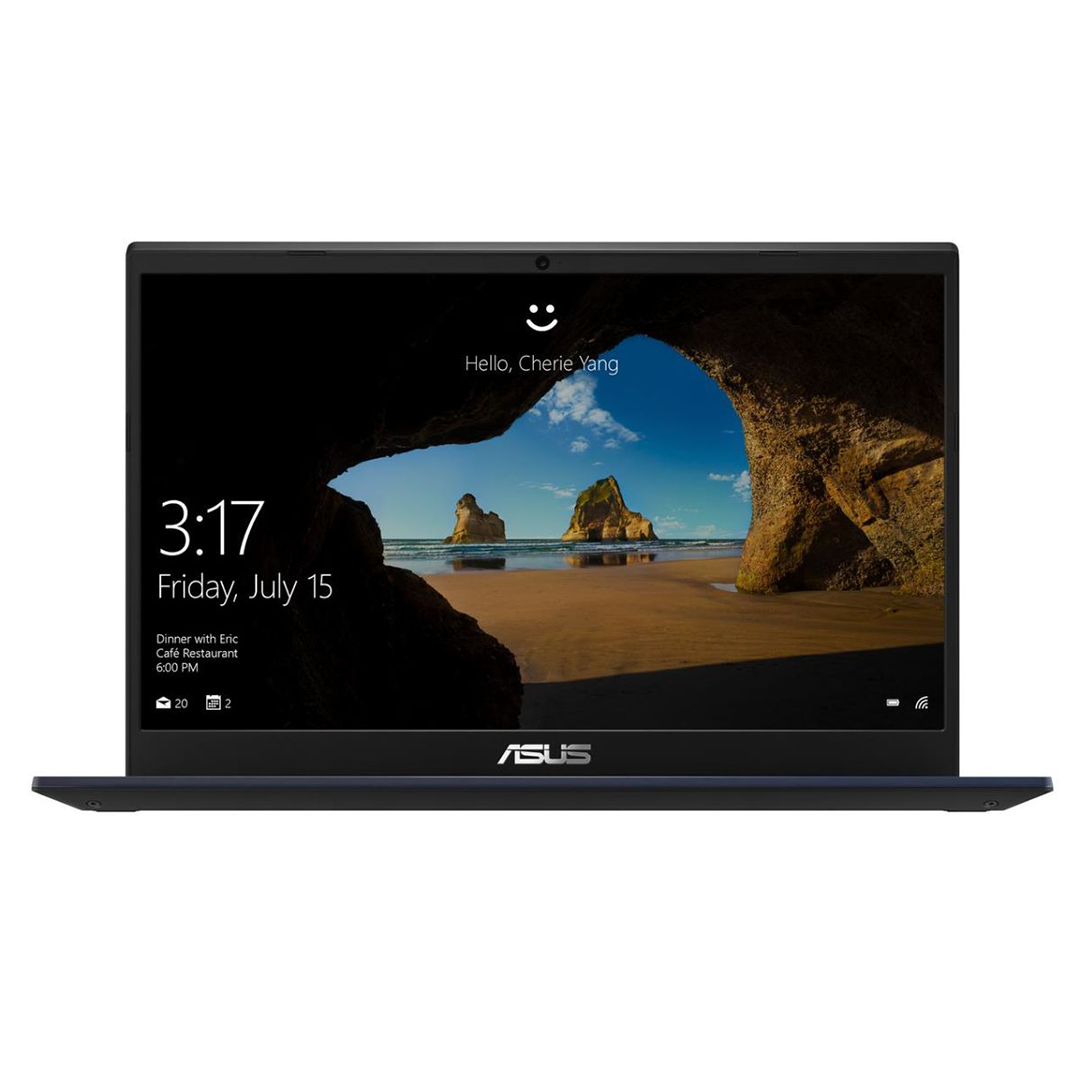 Hello, Cherie Yang
3:17
Friday, July 15
Dinner with Eric
Café Restaurant
6:00 PM
20 2
ASUS